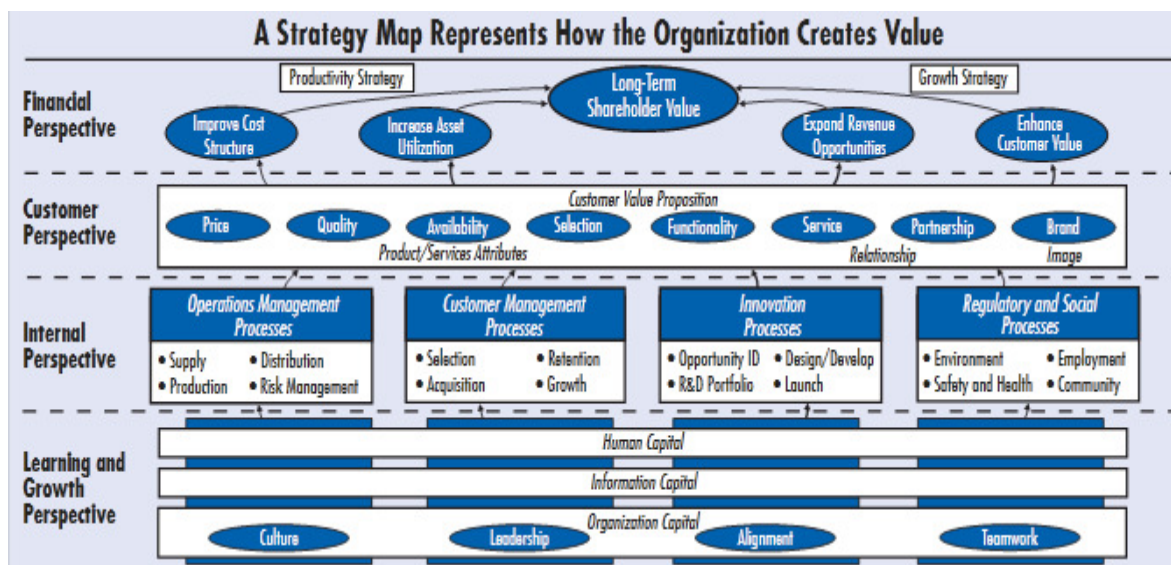 A Strategy Map Represents How the Organization Creates Value
Financial
Perspective
Productivity Strategy
Growth Strategy
Long-Term
Shareholder Value
Improve Cost
Structure
Increase Asset
Utilization
Expand Revenue
Opportunities
Enhance
Customer Value
Customer
Perspective
Customer Value Proposition
Price
Quality
Availability
Selection
Functionality
Service
Partnership
Brand
Product/Services Attributes
Relationship
Image
Internal
Perspective
Operations Management
Processes
• Supply
• Distribution
• Production
• Risk Management
Customer Management
Processes
• Selection
• Retention
• Acquisition
• Growth
Innovation
Processes
• Opportunity ID
• Design/Develop
• R&D Portfolio
• Launch
Regulatory and Social
Processes
• Environment
• Employment
• Safety and Health
• Community
Learning and
Growth
Perspective
Human Capital
Information Capital
Organization Capital
Culture
Leadership
Alignment
Teamwork